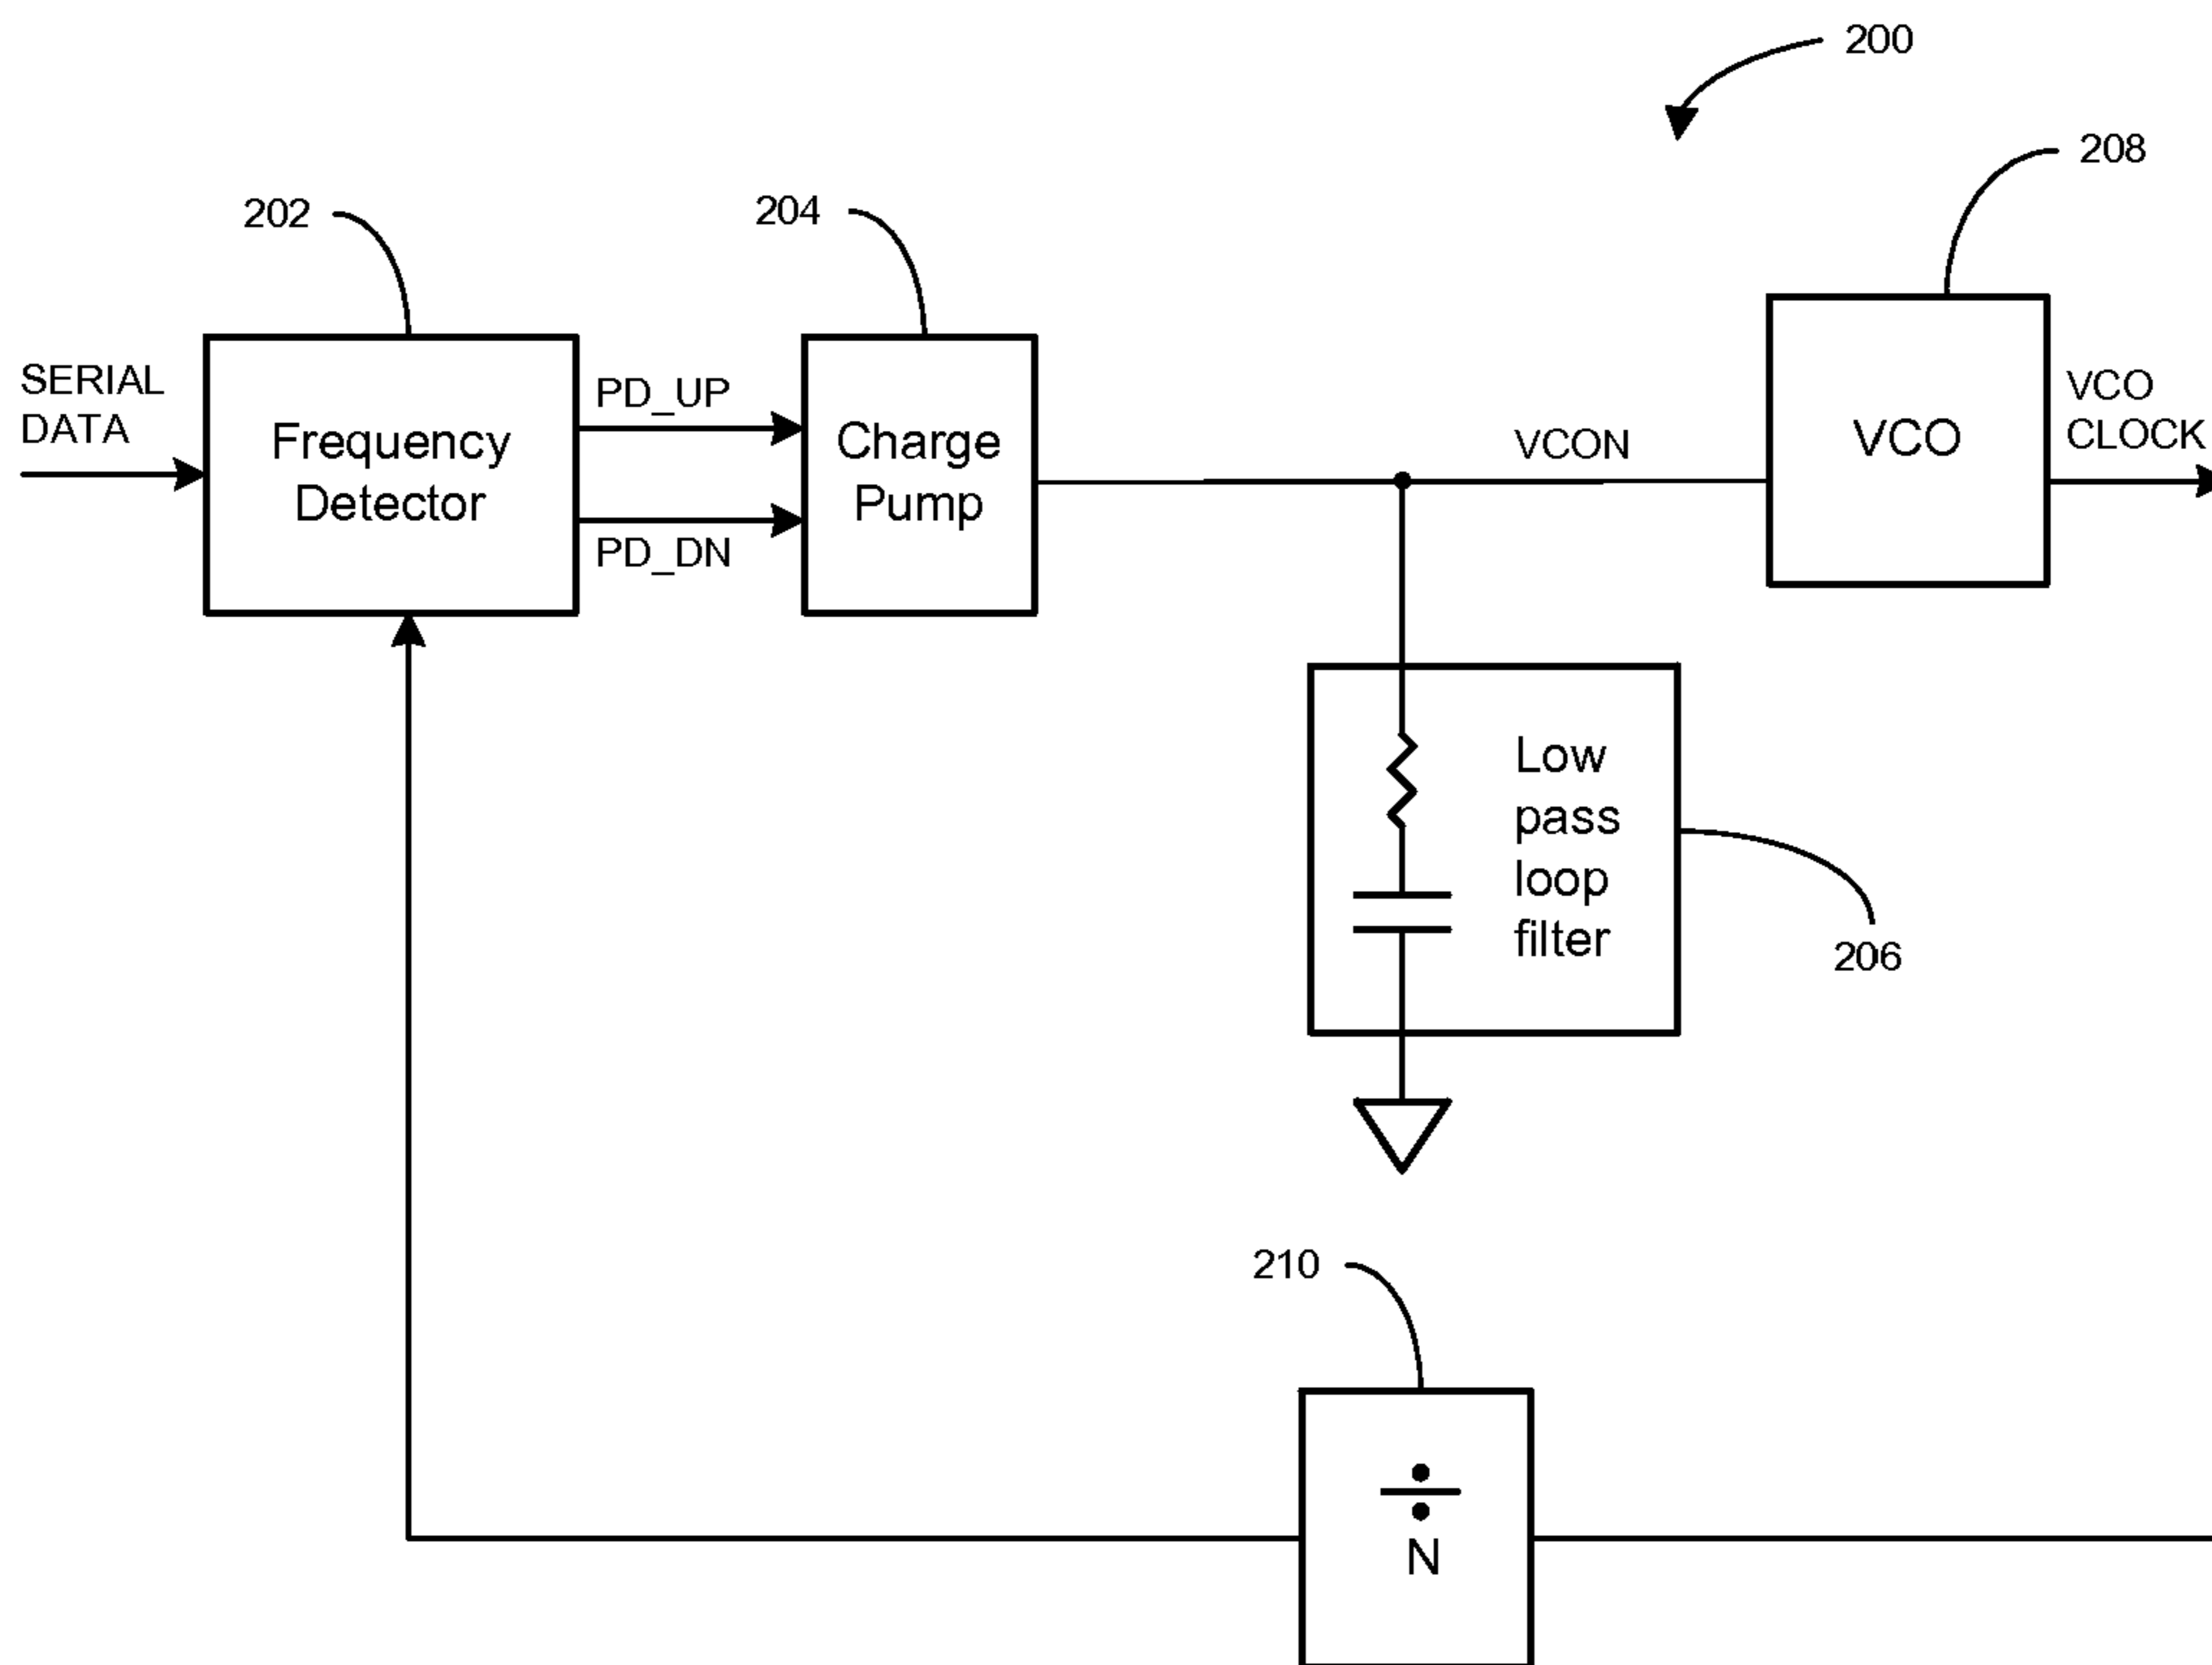 200
208
202
204
SERIAL
DATA
Frequency
Detector
PD_UP
PD_DN
Charge
Pump
VCON
VCO
VCO
CLOCK
Low
pass
loop
filter
206
210
÷
N